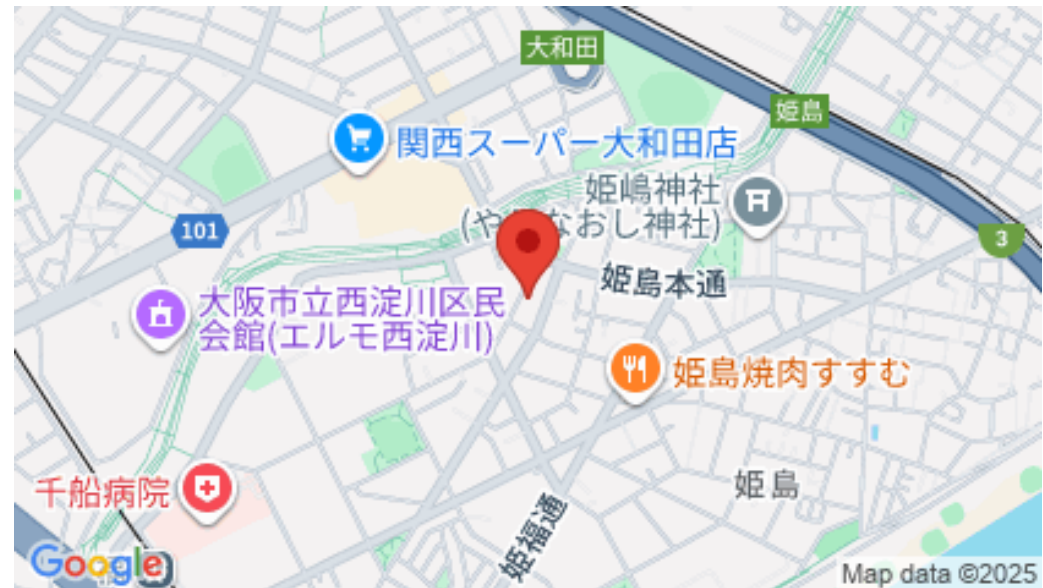 大和田
姫島
関西スーパー大和田店
姫嶋神社
(や なおし神社)
101
3
姫島本通
大阪市立西淀川区民
会館(エルモ西淀川)
姫島焼肉すすむ
千船病院
姫島
姫福通
Google
Map data ©2025